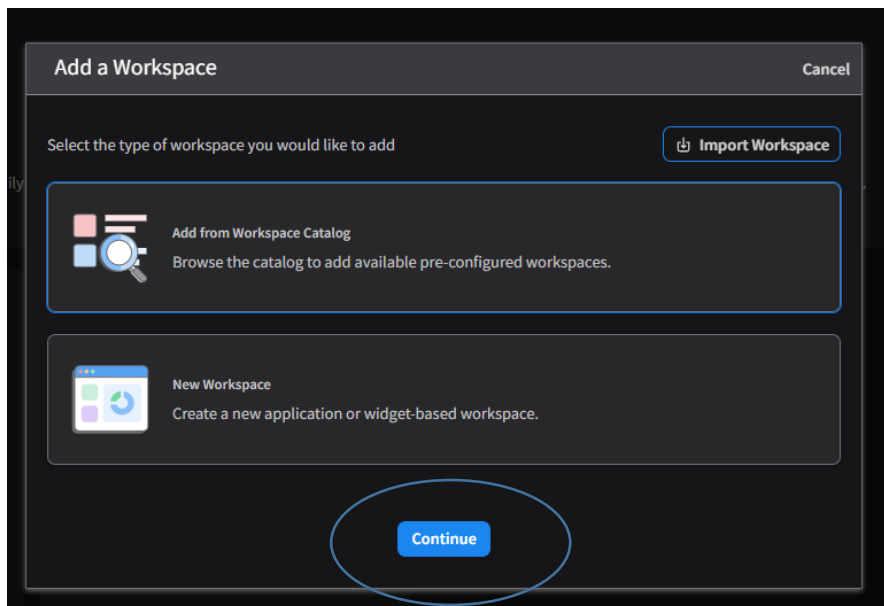 Add a Workspace
Cancel
Select the type of workspace you would like to add
Import Workspace
ily
Add from Workspace Catalog
Browse the catalog to add available pre-configured workspaces.
New Workspace
Create a new application or widget-based workspace.
Continue